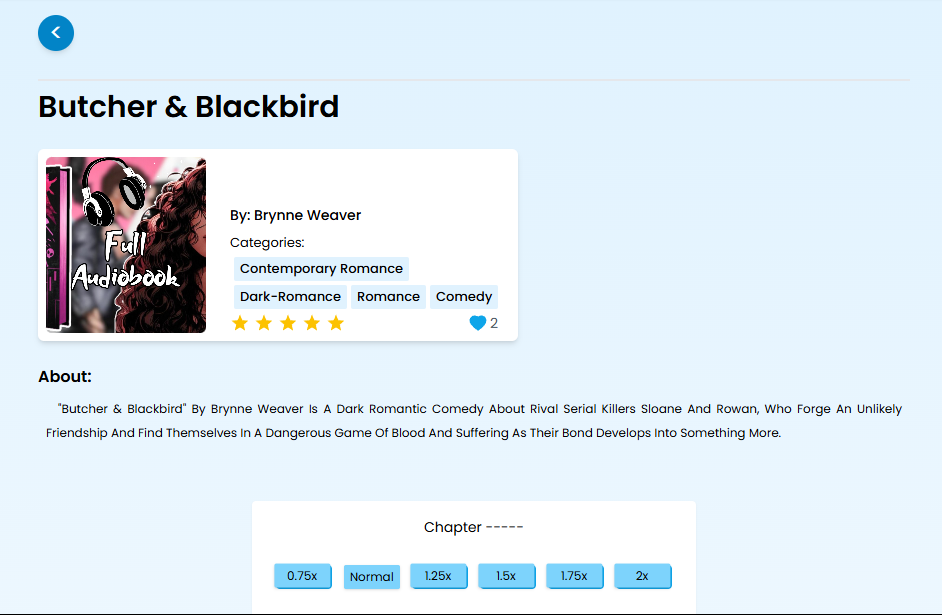 Butcher & Blackbird
Full
Audiobook
By: Brynne Weaver
Categories:
Contemporary Romance
Dark-Romance Romance Comedy
2
About:
"Butcher & Blackbird" By Brynne Weaver Is A Dark Romantic Comedy About Rival Serial Killers Sloane And Rowan, Who Forge An Unlikely
Friendship And Find Themselves In A Dangerous Game Of Blood And Suffering As Their Bond Develops Into Something More.
Chapter -----
0.75x Normal 1.25x 1.5x 1.75x 2x